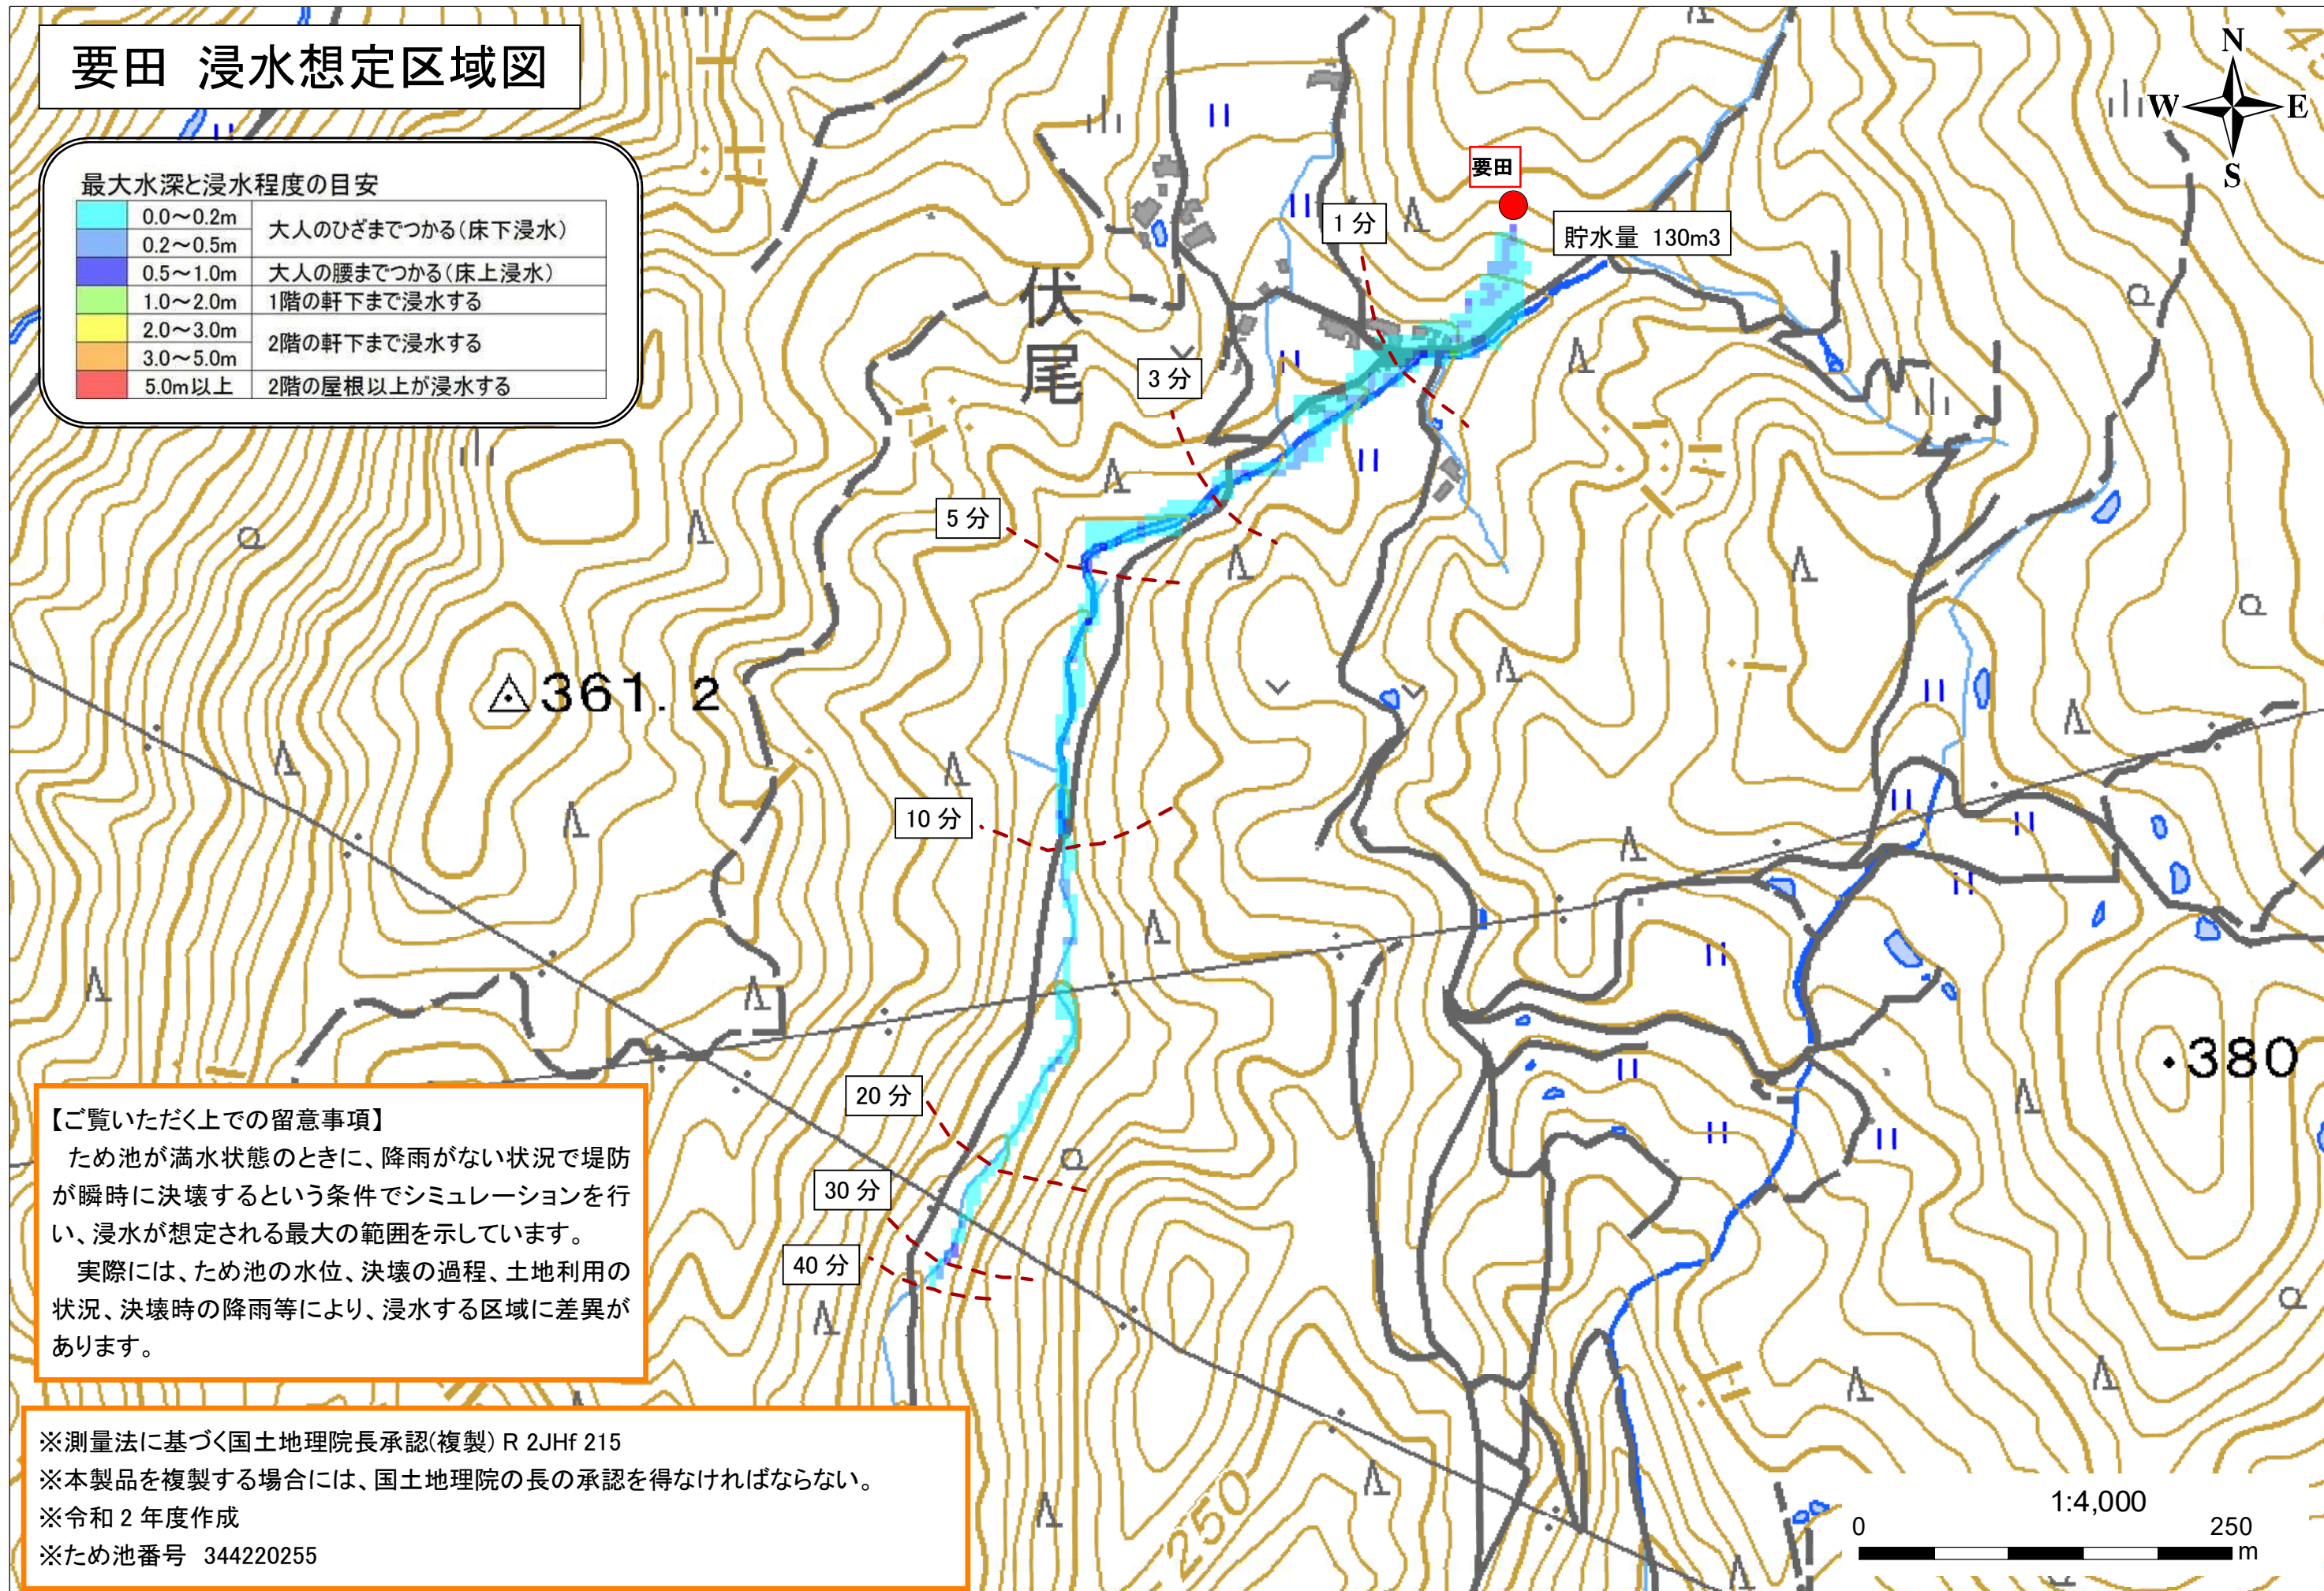 要田 浸水想定区域図
N
W
E
S
最大水深と浸水程度の目安
0.0～0.2m
大人のひざまでつかる(床下浸水)
0.2～0.5m
0.5～1.0m
大人の腰までつかる(床上浸水)
1.0～2.0m
1階の軒下まで浸水する
2.0～3.0m
2階の軒下まで浸水する
3.0～5.0m
5.0m以上
2階の屋根以上が浸水する
要田
貯水量 130m3
1 分
伏尾
3 分
5 分
361.2
10 分
380
20 分
30 分
40 分
250
【ご覧いただく上での留意事項】
ため池が満水状態のときに、降雨がない状況で堤防
が瞬時に決壊するという条件でシミュレーションを行
い、浸水が想定される最大の範囲を示しています。
実際には、ため池の水位、決壊の過程、土地利用の
状況、決壊時の降雨等により、浸水する区域に差異が
あります。
※測量法に基づく国土地理院長承認(複製) R 2JHf 215
※本製品を複製する場合には、国土地理院の長の承認を得なければならない。
※令和 2 年度作成
※ため池番号 344220255
1:4,000
0
250
m